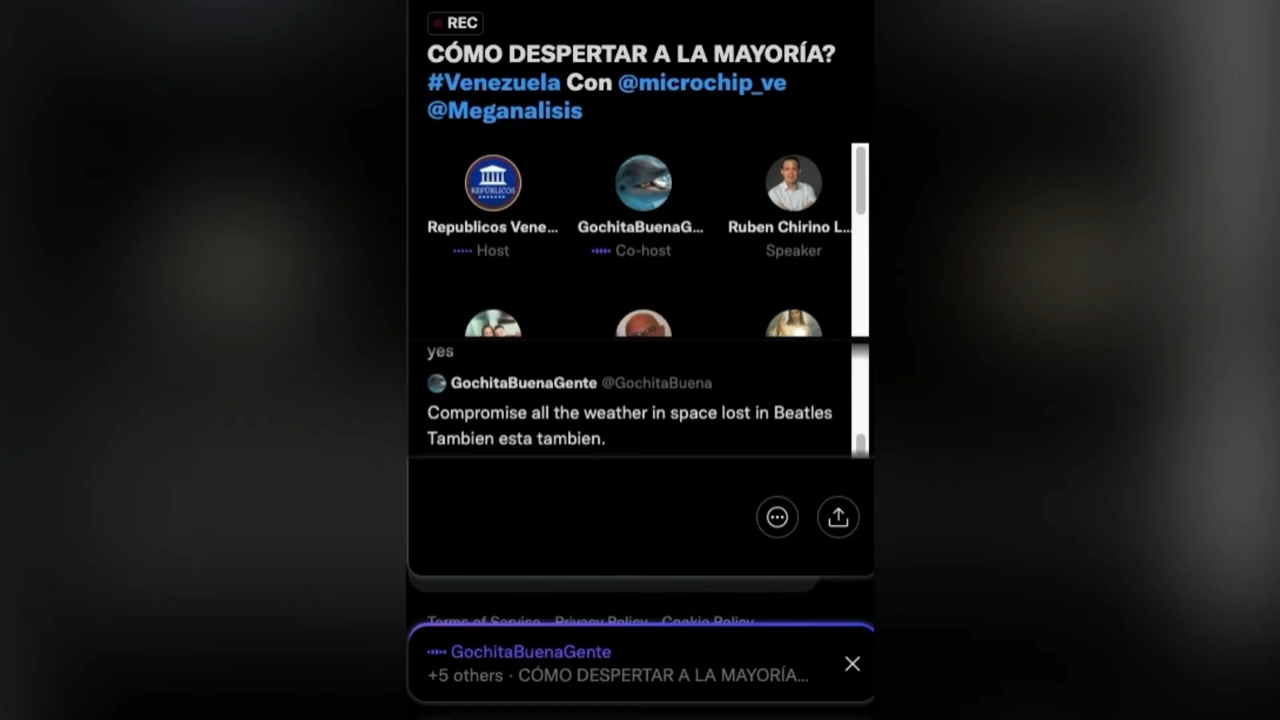 REC
CÓMO DESPERTAR A LA MAYORÍA?
#Venezuela Con @microchip_ve
@Meganalisis
REPÚBLICOS
Republicos Vene... GochitaBuenaG... Ruben Chirino L...
Host Co-host Speaker
yes
GochitaBuenaGente @GochitaBuena
Compromise all the weather in space lost in Beatles
Tambien esta tambien.
Terms of Service Privacy Policy Cookie Policy
GochitaBuenaGente
+5 others · CÓMO DESPERTAR A LA MAYORÍA...